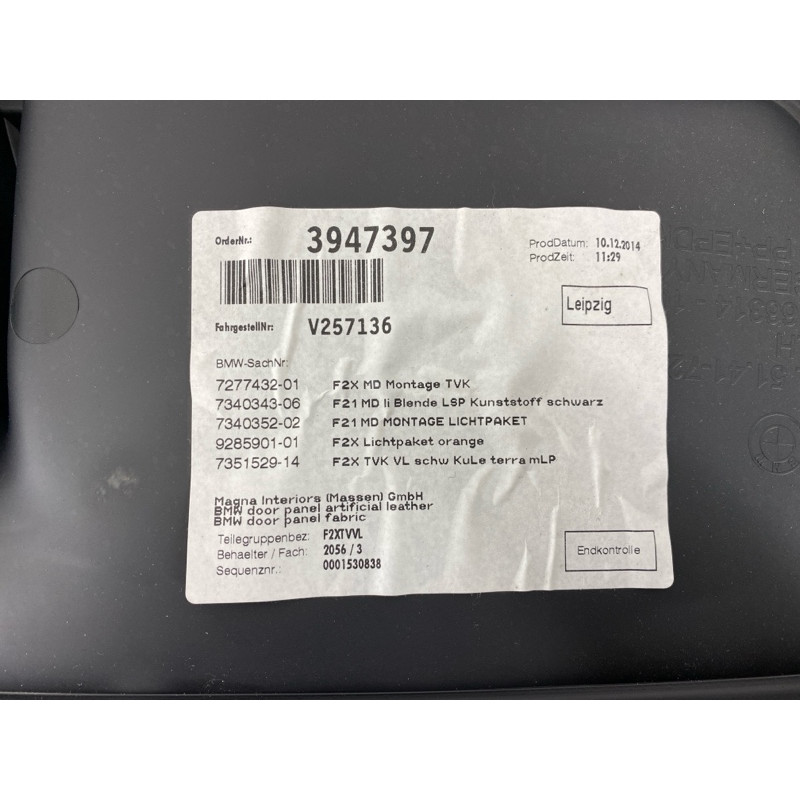 OrderNr.: 3947397 ProdDatum: 10.12.2014
ProdZeit: 11:29
Leipzig
FahrgestellNr: V257136
BMW-SachNr:
7277432-01 F2X MD Montage TVK
7340343-06 F21 MD li Blende LSP Kunststoff schwarz
7340352-02 F21 MD MONTAGE LICHTPAKET
9285901-01 F2X Lichtpaket orange
7351529-14 F2X TVK VL schw KuLe terra mLP
Magna Interiors (Massen) GmbH
BMW door panel artificial leather
BMW door panel fabric
Teilegruppenbez: F2XTVVL
Behaelter / Fach: 2056 / 3
Sequenznr.: 0001530838
Endkontrolle